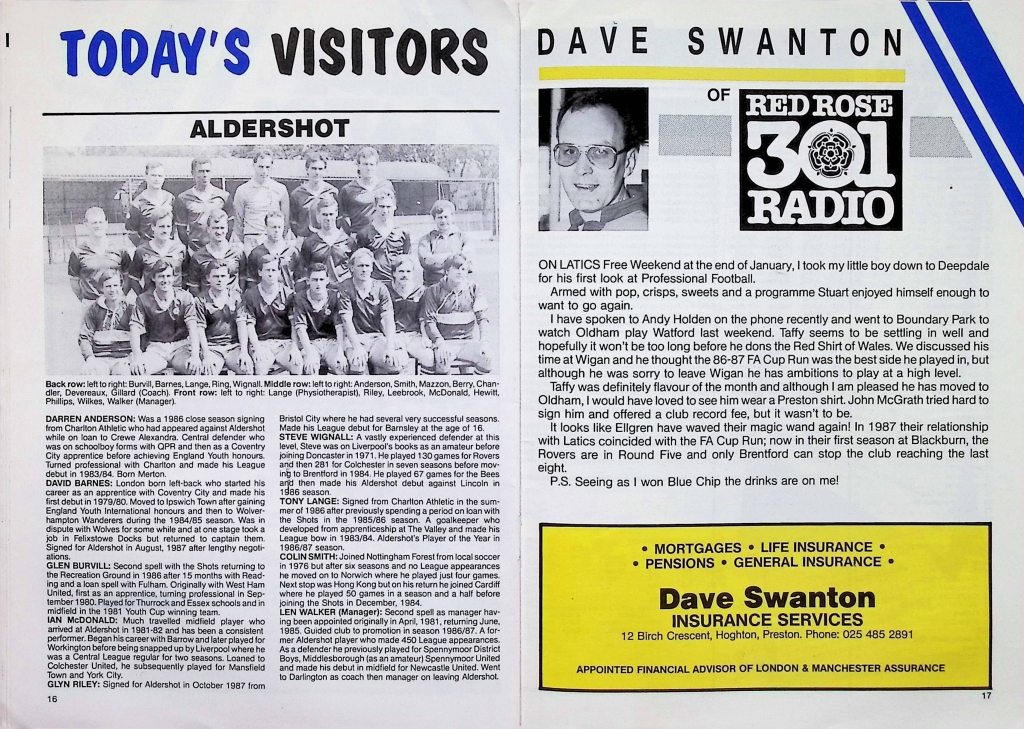 TODAY'S VISITORS
ALDERSHOT
Back row: left to right: Burvill, Barnes, Lange, Ring, Wignall. Middle row: left to right: Anderson, Smith, Mazzon, Berry, Chan-
dler, Devereaux, Gillard (Coach). Front row: left to right: Lange (Physiotherapist), Riley, Leebrook, McDonald, Hewitt,
Phillips, Wilkes, Walker (Manager).
DARREN ANDERSON: Was a 1986 close season signing
from Charlton Athletic who had appeared against Aldershot
while on loan to Crewe Alexandra. Central defender who
was on schoolboy forms with QPR and then as a Coventry
City apprentice before achieving England Youth honours.
Turned professional with Charlton and made his League
debut in 1983/84. Born Merton.
DAVID BARNES: London born left-back who started his
career as an apprentice with Coventry City and made his
first debut in 1979/80. Moved to Ipswich Town after gaining
England Youth International honours and then to Wolver-
hampton Wanderers during the 1984/85 season. Was in
dispute with Wolves for some while and at one stage took a
job in Felixstowe Docks but returned to captain them.
Signed for Aldershot in August, 1987 after lengthy negoti-
ations.
GLEN BURVILL: Second spell with the Shots returning to
the Recreation Ground in 1986 after 15 months with Read-
ing and a loan spell with Fulham. Originally with West Ham
United, first as an apprentice, turning professional in Sep-
tember 1980. Played for Thurrock and Essex schools and in
midfield in the 1981 Youth Cup winning team.
IAN McDONALD: Much travelled midfield player who
arrived at Aldershot in 1981-82 and has been a consistent
performer. Began his career with Barrow and later played for
Workington before being snapped up by Liverpool where he
was a Central League regular for two seasons. Loaned to
Colchester United, he subsequently played for Mansfield
Town and York City.
GLYN RILEY: Signed for Aldershot in October 1987 from
16
Bristol City where he had several very successful seasons.
Made his League debut for Barnsley at the age of 16.
STEVE WIGNALL: A vastly experienced defender at this
level, Steve was on Liverpool's books as an amateur before
joining Doncaster in 1971. He played 130 games for Rovers
and then 281 for Colchester in seven seasons before mov-
ing to Brentford in 1984. He played 67 games for the Bees
and then made his Aldershot debut against Lincoln in
1986 season.
TONY LANGE: Signed from Charlton Athletic in the sum-
mer of 1986 after previously spending a period on loan with
the Shots in the 1985/86 season. A goalkeeper who
developed from apprenticeship at The Valley and made his
League bow in 1983/84. Aldershot's Player of the Year in
1986/87 season.
COLIN SMITH: Joined Nottingham Forest from local soccer
in 1976 but after six seasons and no League appearances
he moved on to Norwich where he played just four games.
Next stop was Hong Kong but on his return he joined Cardiff
where he played 50 games in a season and a half before
joining the Shots in December, 1984.
LEN WALKER (Manager): Second spell as manager hav-
ing been appointed originally in April, 1981, returning June,
1985. Guided club to promotion in season 1986/87. A for-
mer Aldershot player who made 450 League appearances.
As a defender he previously played for Spennymoor District
Boys, Middlesborough (as an amateur) Spennymoor United
and made his debut in midfield for Newcastle United. Went
to Darlington as coach then manager on leaving Aldershot.
DAVE SWANTON
OF
RED ROSE
301
RADIO
ON LATICS Free Weekend at the end of January, I took my little boy down to Deepdale
for his first look at Professional Football.
Armed with pop, crisps, sweets and a programme Stuart enjoyed himself enough to
want to go again.
I have spoken to Andy Holden on the phone recently and went to Boundary Park to
watch Oldham play Watford last weekend. Taffy seems to be settling in well and
hopefully it won't be too long before he dons the Red Shirt of Wales. We discussed his
time at Wigan and he thought the 86-87 FA Cup Run was the best side he played in, but
although he was sorry to leave Wigan he has ambitions to play at a high level.
Taffy was definitely flavour of the month and although I am pleased he has moved to
Oldham, I would have loved to see him wear a Preston shirt. John McGrath tried hard to
sign him and offered a club record fee, but it wasn't to be.
It looks like Ellgren have waved their magic wand again! In 1987 their relationship
with Latics coincided with the FA Cup Run; now in their first season at Blackburn, the
Rovers are in Round Five and only Brentford can stop the club reaching the last
eight.
P.S. Seeing as I won Blue Chip the drinks are on me!
• MORTGAGES • LIFE INSURANCE •
• PENSIONS • GENERAL INSURANCE •
Dave Swanton
INSURANCE SERVICES
12 Birch Crescent, Hoghton, Preston. Phone: 025 485 2891
APPOINTED FINANCIAL ADVISOR OF LONDON & MANCHESTER ASSURANCE
17